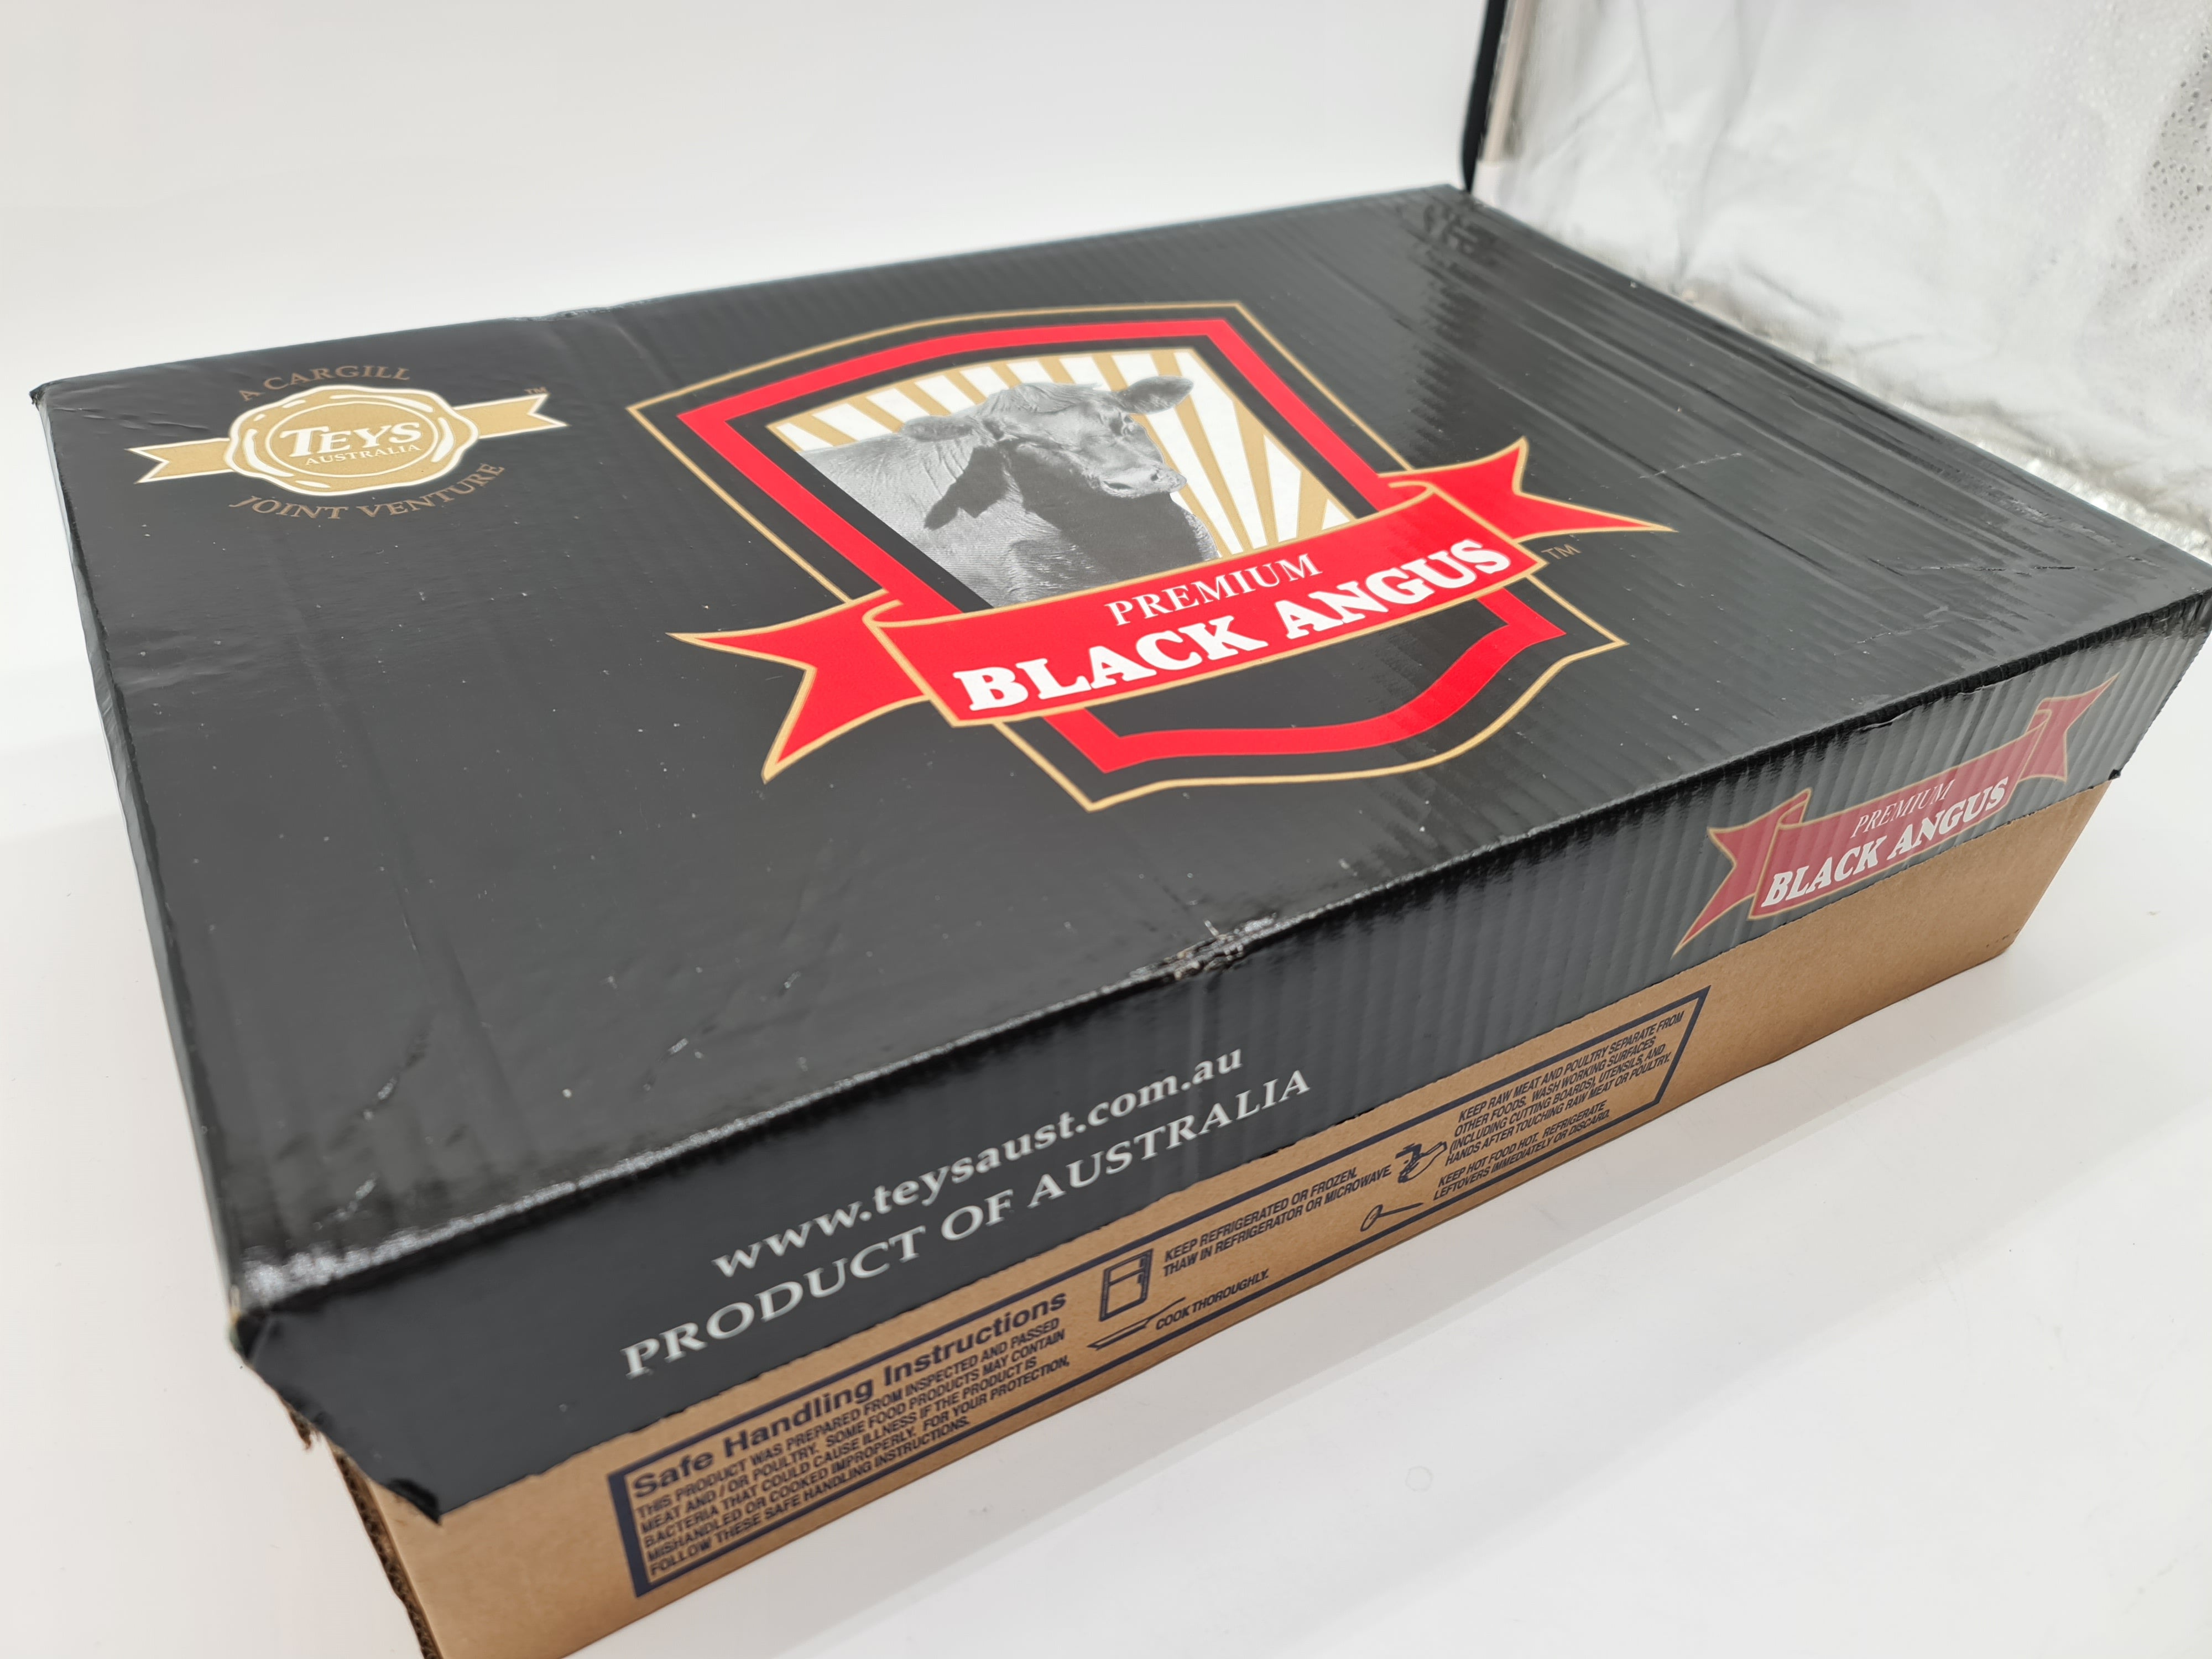 A CARGILL
TEYS
AUSTRALIA
JOINT VENTURE
TM
PREMIUM
BLACK ANGUS
TM
PREMIUM
BLACK ANGUS
www.teysaust.com.au
PRODUCT OF AUSTRALIA
Safe Handling Instructions
THIS PRODUCT WAS PREPARED FROM INSPECTED AND PASSED
MEAT AND / OR POULTRY. SOME FOOD PRODUCTS MAY CONTAIN
BACTERIA THAT COULD CAUSE ILLNESS IF THE PRODUCT IS
MISHANDLED OR COOKED IMPROPERLY. FOR YOUR PROTECTION,
FOLLOW THESE SAFE HANDLING INSTRUCTIONS.
KEEP REFRIGERATED OR FROZEN.
THAW IN REFRIGERATOR OR MICROWAVE.
COOK THOROUGHLY.
KEEP RAW MEAT AND POULTRY SEPARATE FROM
OTHER FOODS. WASH WORKING SURFACES
(INCLUDING CUTTING BOARDS), UTENSILS, AND
HANDS AFTER TOUCHING RAW MEAT OR POULTRY.
KEEP HOT FOOD HOT. REFRIGERATE
LEFTOVERS IMMEDIATELY OR DISCARD.